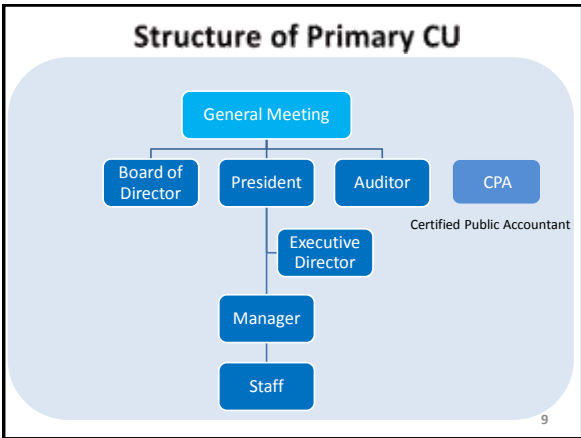 Structure of Primary CU
General Meeting
Board of
Director
President
Auditor
CPA
Certified Public Accountant
Executive
Director
Manager
Staff
9